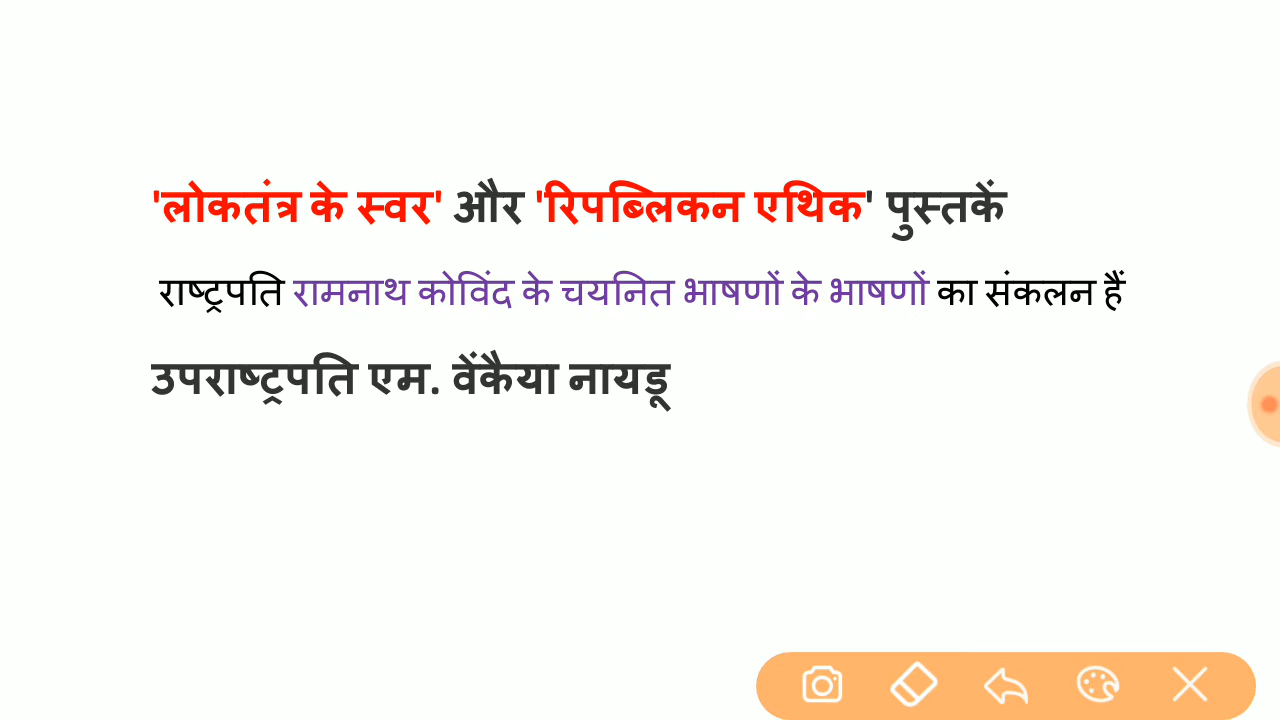 'लोकतंत्र के स्वर' और 'रिपब्लिकन एथिक' पुस्तकें
राष्ट्रपति रामनाथ कोविंद के चयनित भाषणों के भाषणों का संकलन हैं
उपराष्ट्रपति एम. वेंकैया नायडू